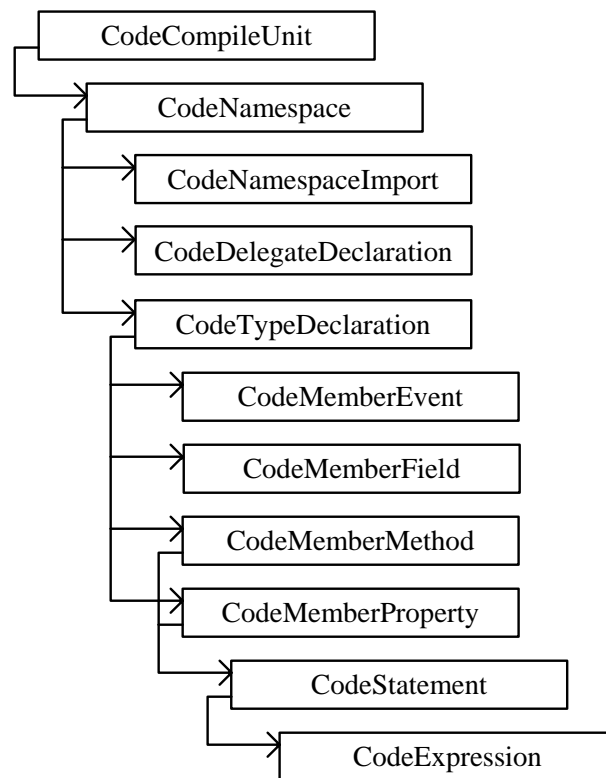 CodeCompileUnit
CodeNamespace
CodeNamespaceImport
CodeDelegateDeclaration
CodeTypeDeclaration
CodeMemberEvent
CodeMemberField
CodeMemberMethod
CodeMemberProperty
CodeStatement
CodeExpression